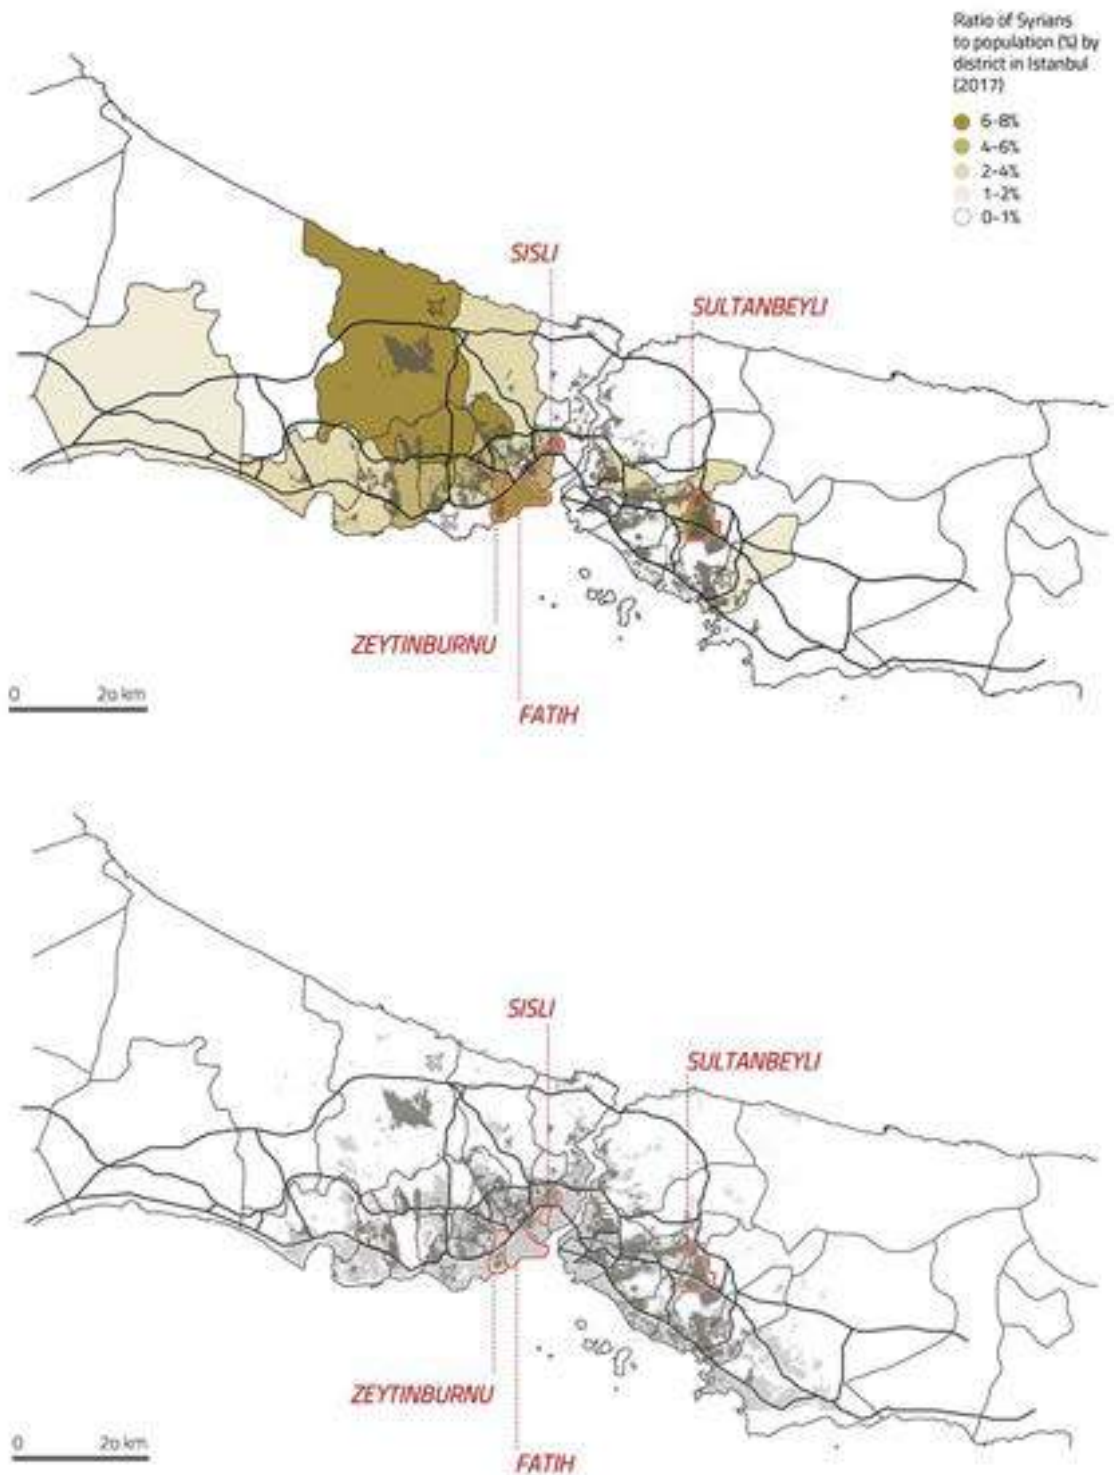 Ratio of Syrians
to population (%) by
district in Istanbul
(2017)
6-8%
4-6%
2-4%
1-2%
0-1%
SISLI
SULTANBEYLI
ZEYTINBURNU
FATIH
0 20 km
SISLI
SULTANBEYLI
ZEYTINBURNU
FATIH
0 20 km